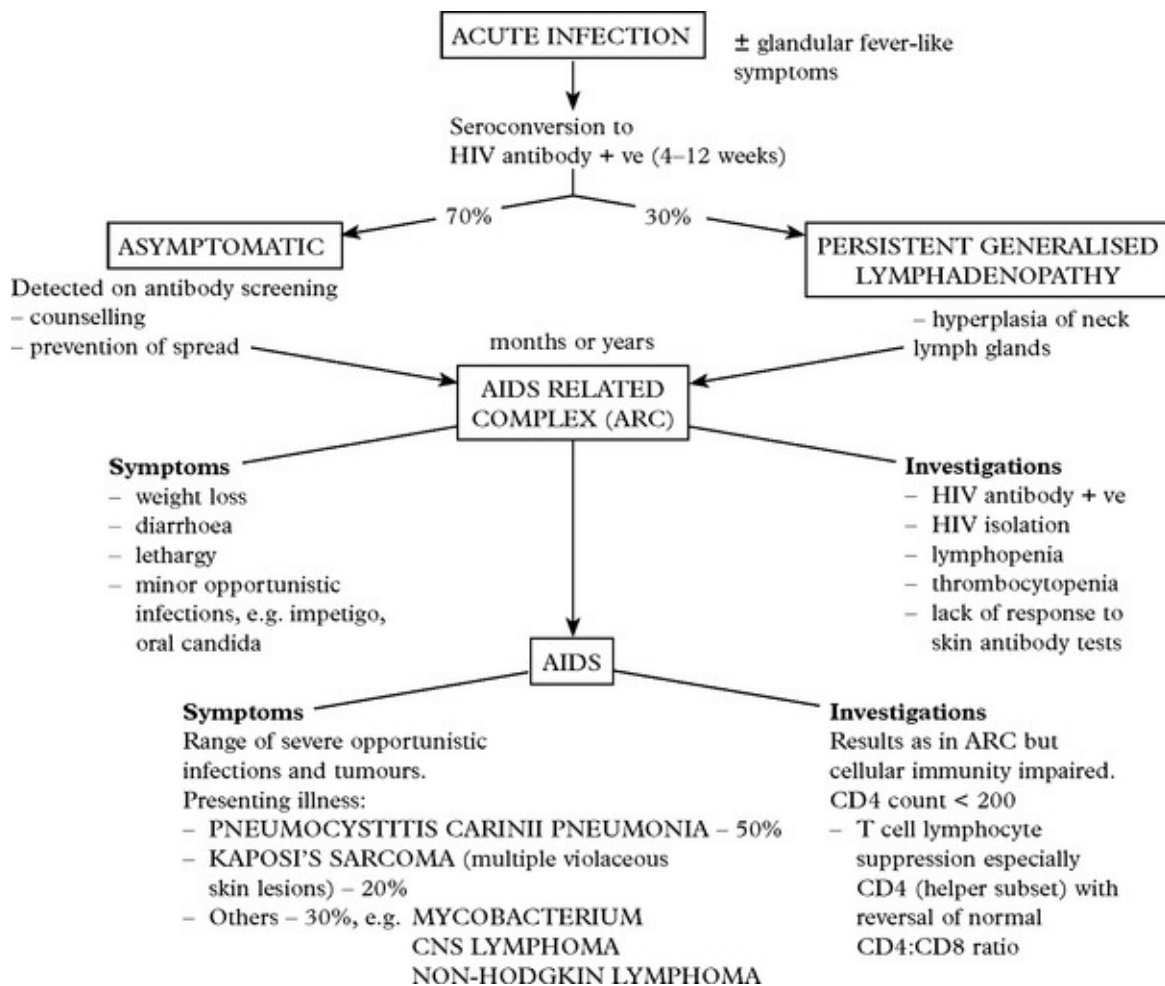 ACUTE INFECTION
± glandular fever-like
symptoms
Seroconversion to
HIV antibody + ve (4–12 weeks)
70%
30%
ASYMPTOMATIC
Detected on antibody screening
– counselling
– prevention of spread
PERSISTENT GENERALISED
LYMPHADENOPATHY
– hyperplasia of neck
lymph glands
months or years
AIDS RELATED
COMPLEX (ARC)
Symptoms
– weight loss
– diarrhoea
– lethargy
– minor opportunistic
infections, e.g. impetigo,
oral candida
Investigations
– HIV antibody + ve
– HIV isolation
– lymphopenia
– thrombocytopenia
– lack of response to
skin antibody tests
AIDS
Symptoms
Range of severe opportunistic
infections and tumours.
Presenting illness:
– PNEUMOCYSTITIS CARINII PNEUMONIA – 50%
– KAPOSI'S SARCOMA (multiple violaceous
skin lesions) – 20%
– Others – 30%, e.g. MYCOBACTERIUM
CNS LYMPHOMA
NON-HODGKIN LYMPHOMA
Investigations
Results as in ARC but
cellular immunity impaired.
CD4 count < 200
– T cell lymphocyte
suppression especially
CD4 (helper subset) with
reversal of normal
CD4:CD8 ratio